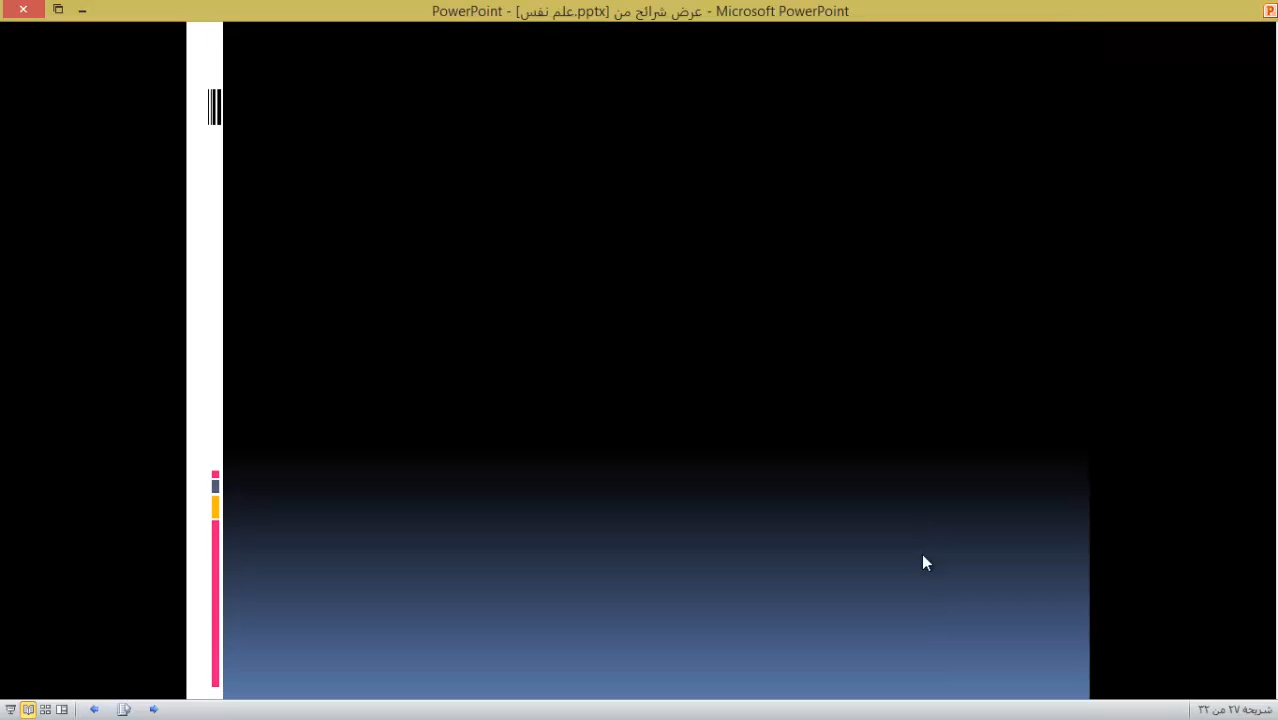 PowerPoint - [علم نفس.pptx] عرض شرائح من - Microsoft PowerPoint
شريحة ٢٧ من ٣٢